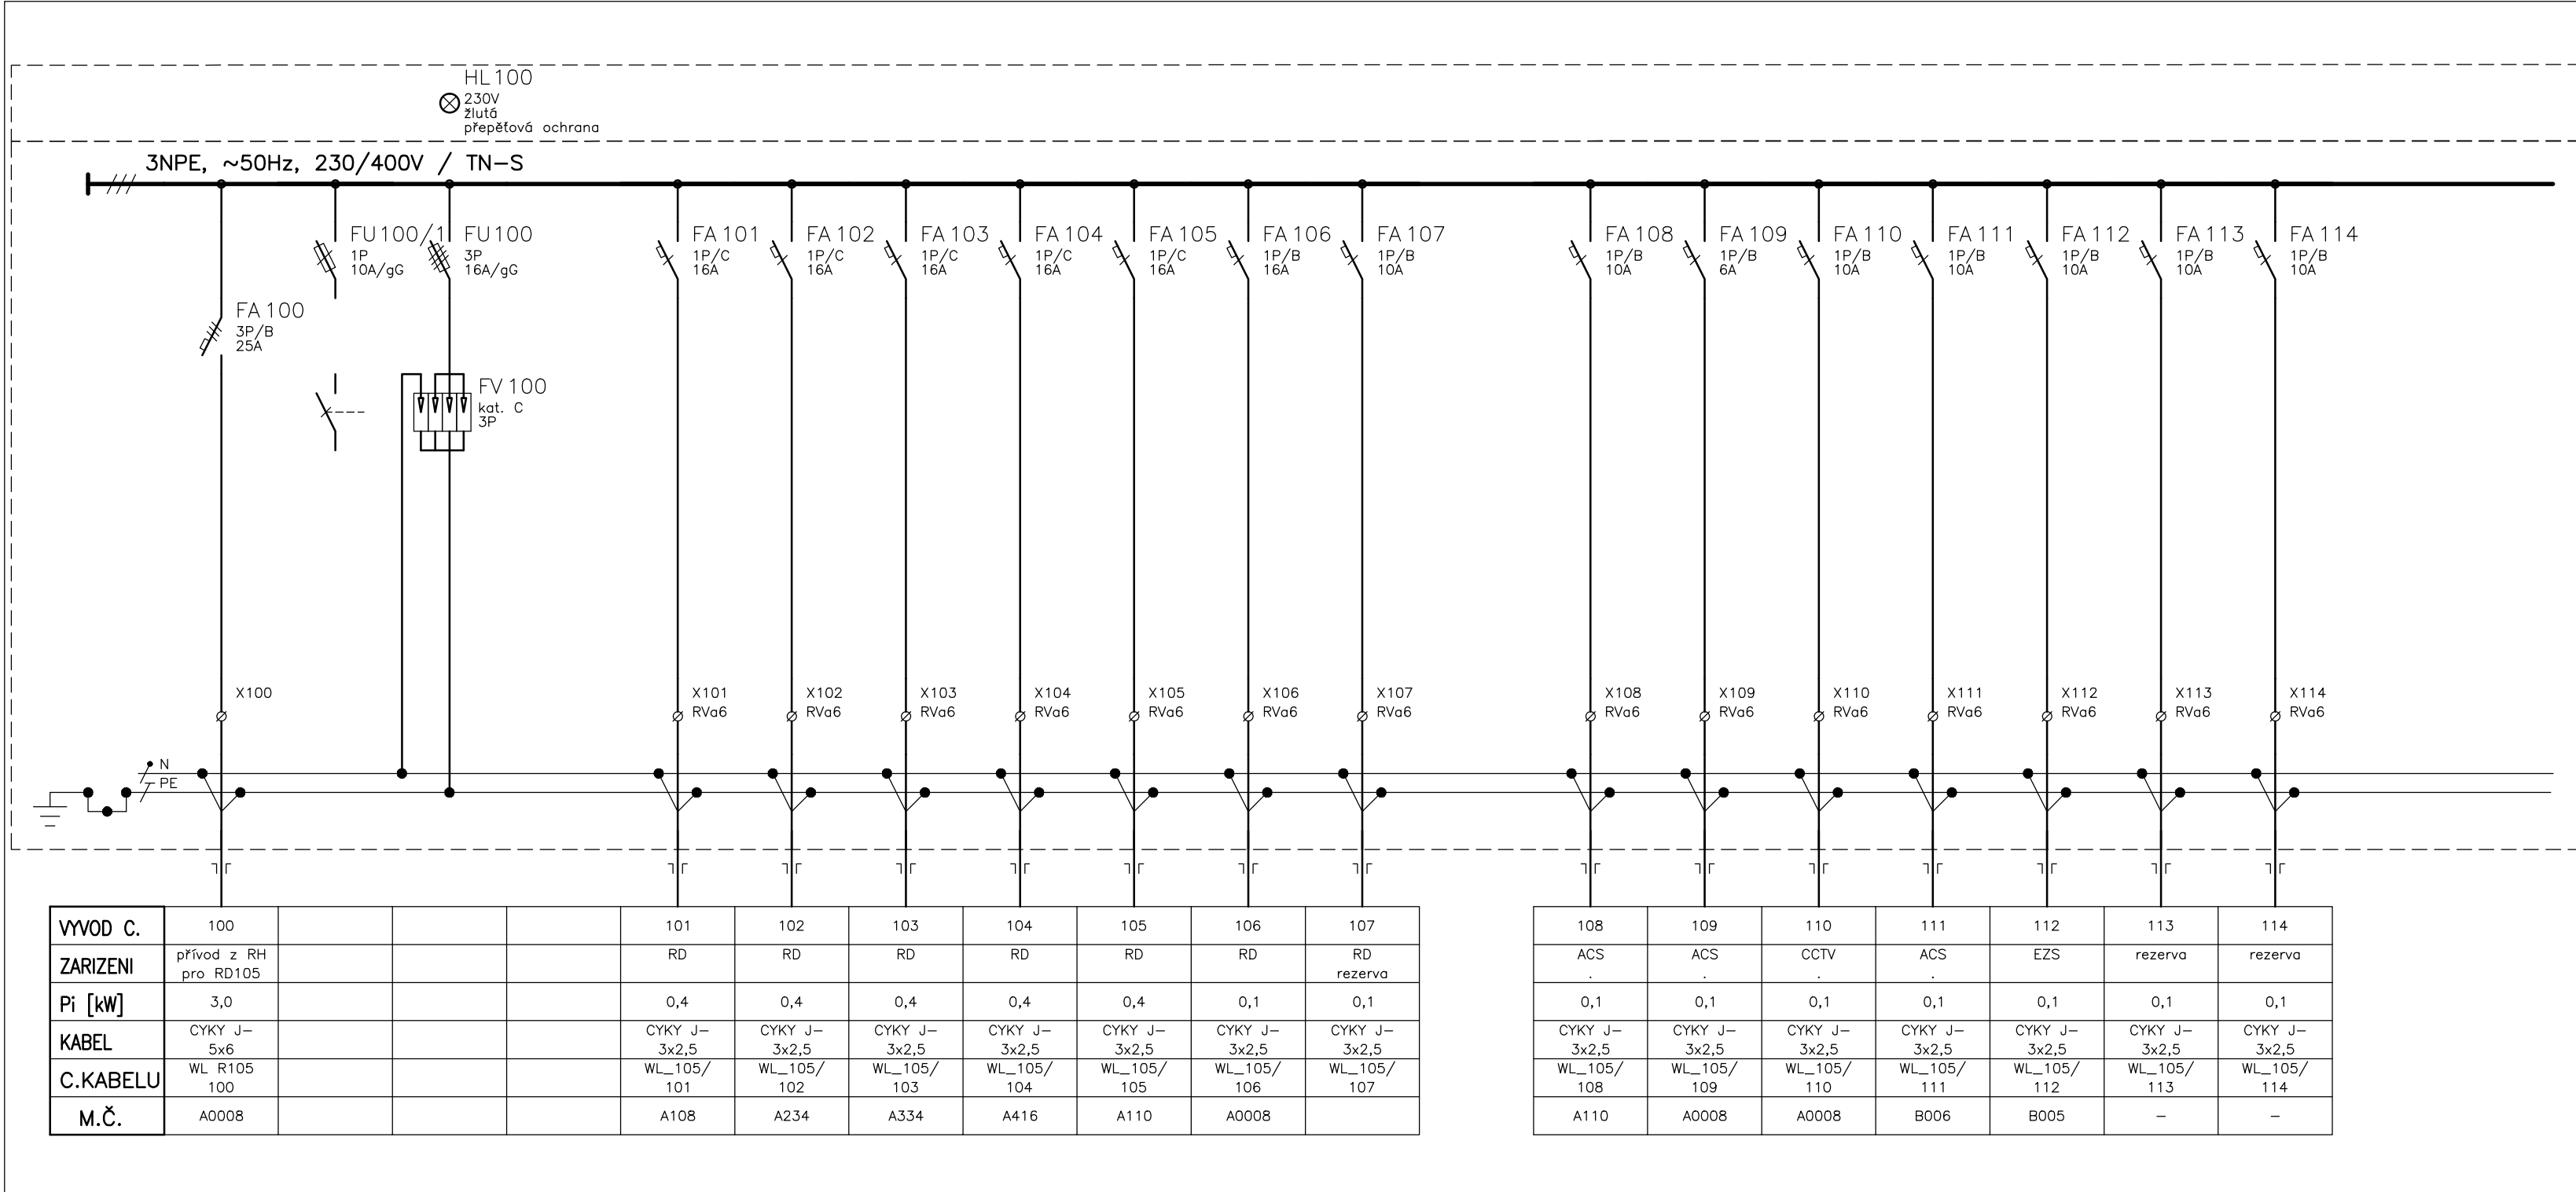 HL100
230V
žlutá
přepěťová ochrana
3NPE, ~50Hz, 230/400V / TN-S
FU100/1
1P
10A/gG
FU100
3P
16A/gG
FA101
1P/C
16A
FA102
1P/C
16A
FA103
1P/C
16A
FA104
1P/C
16A
FA105
1P/C
16A
FA106
1P/B
16A
FA107
1P/B
10A
FA108
1P/B
10A
FA109
1P/B
6A
FA110
1P/B
10A
FA111
1P/B
10A
FA112
1P/B
10A
FA113
1P/B
10A
FA114
1P/B
10A
FA100
3P/B
25A
FV100
kat. C
3P
X100
X101
RVa6
X102
RVa6
X103
RVa6
X104
RVa6
X105
RVa6
X106
RVa6
X107
RVa6
X108
RVa6
X109
RVa6
X110
RVa6
X111
RVa6
X112
RVa6
X113
RVa6
X114
RVa6
N
PE
VYVOD C. 100 101 102 103 104 105 106 107 108 109 110 111 112 113 114
ZARIZENI přívod z RH RD RD RD RD RD RD RD ACS ACS CCTV ACS EZS rezerva rezerva
pro RD105 rezerva . . . .
Pi [kW] 3,0 0,4 0,4 0,4 0,4 0,4 0,1 0,1 0,1 0,1 0,1 0,1 0,1 0,1 0,1
KABEL CYKY J- CYKY J- CYKY J- CYKY J- CYKY J- CYKY J- CYKY J- CYKY J- CYKY J- CYKY J- CYKY J- CYKY J- CYKY J- CYKY J- CYKY J-
5x6 3x2,5 3x2,5 3x2,5 3x2,5 3x2,5 3x2,5 3x2,5 3x2,5 3x2,5 3x2,5 3x2,5 3x2,5 3x2,5 3x2,5
C.KABELU WL R105 WL_105/ WL_105/ WL_105/ WL_105/ WL_105/ WL_105/ WL_105/ WL_105/ WL_105/ WL_105/ WL_105/ WL_105/ WL_105/ WL_105/
100 101 102 103 104 105 106 107 108 109 110 111 112 113 114
M.Č. A0008 A108 A234 A334 A416 A110 A0008 A110 A0008 A0008 B006 B005 - -